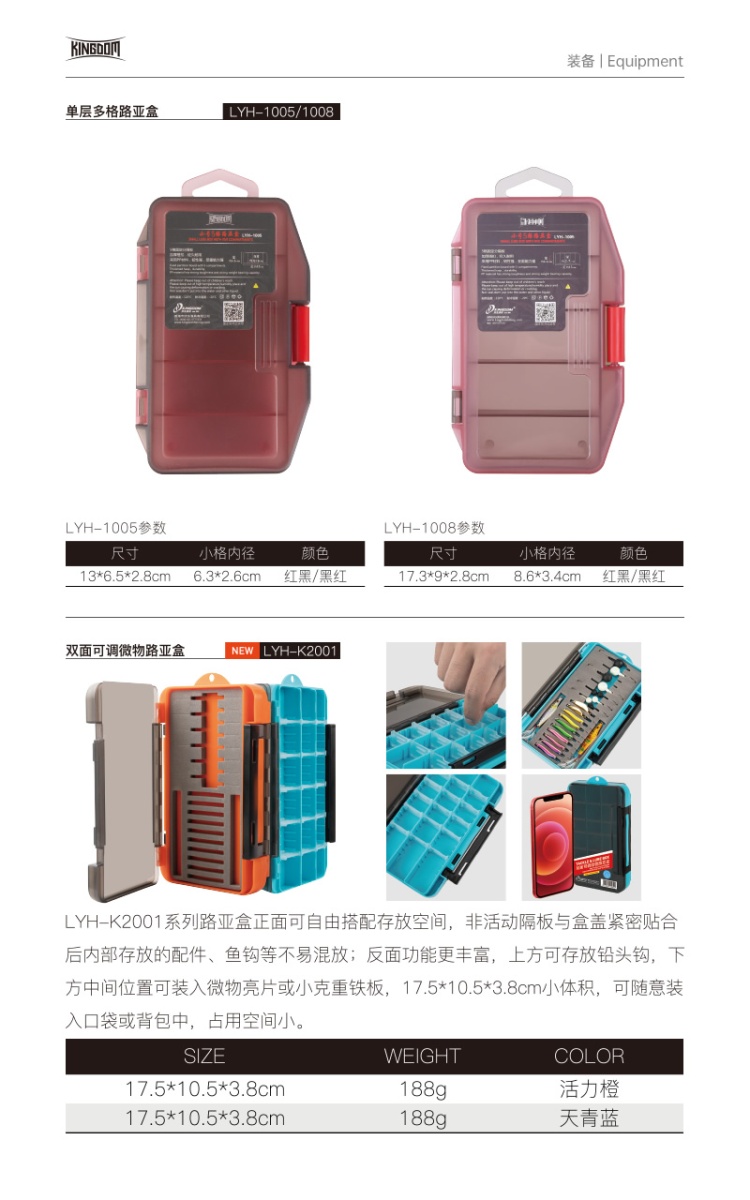 KINGDOM
装备 | Equipment
单层多格路亚盒 LYH-1005/1008
KINGDOM
LYH-1008
KINGDOM
LYH-1008
LYH-1005参数
尺寸 小格内径 颜色
13*6.5*2.8cm 6.3*2.6cm 红黑/黑红
LYH-1008参数
尺寸 小格内径 颜色
17.3*9*2.8cm 8.6*3.4cm 红黑/黑红
双面可调微物路亚盒 NEW LYH-K2001
LYH-K2001系列路亚盒正面可自由搭配存放空间，非活动隔板与盒盖紧密贴合
后内部存放的配件、鱼钩等不易混放；反面功能更丰富，上方可存放铅头钩，下
方中间位置可装入微物亮片或小克重铁板，17.5*10.5*3.8cm小体积，可随意装
入口袋或背包中，占用空间小。
SIZE WEIGHT COLOR
17.5*10.5*3.8cm 188g 活力橙
17.5*10.5*3.8cm 188g 天青蓝